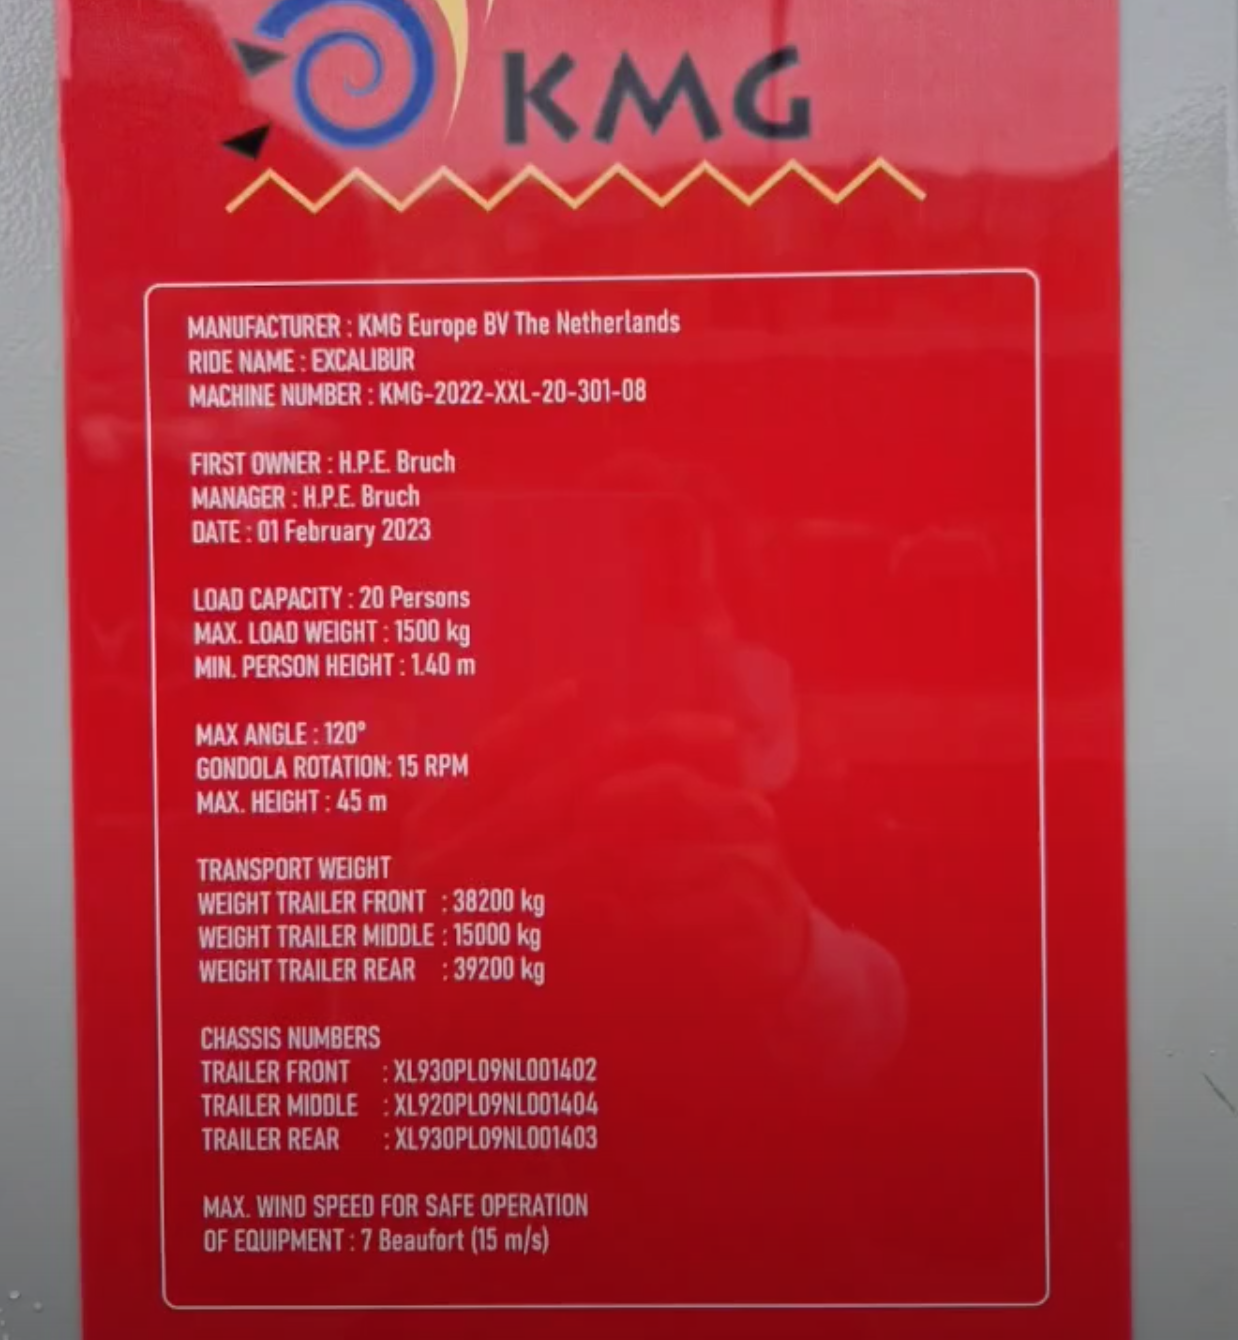 KMG
MANUFACTURER : KMG Europe BV The Netherlands
RIDE NAME : EXCALIBUR
MACHINE NUMBER : KMG-2022-XXL-20-301-08
FIRST OWNER : H.P.E. Bruch
MANAGER : H.P.E. Bruch
DATE : 01 February 2023
LOAD CAPACITY : 20 Persons
MAX. LOAD WEIGHT : 1500 kg
MIN. PERSON HEIGHT : 1.40 m
MAX ANGLE : 120°
GONDOLA ROTATION: 15 RPM
MAX. HEIGHT : 45 m
TRANSPORT WEIGHT
WEIGHT TRAILER FRONT : 38200 kg
WEIGHT TRAILER MIDDLE : 15000 kg
WEIGHT TRAILER REAR : 39200 kg
CHASSIS NUMBERS
TRAILER FRONT : XL930PL09NL001402
TRAILER MIDDLE : XL920PL09NL001404
TRAILER REAR : XL930PL09NL001403
MAX. WIND SPEED FOR SAFE OPERATION
OF EQUIPMENT : 7 Beaufort (15 m/s)